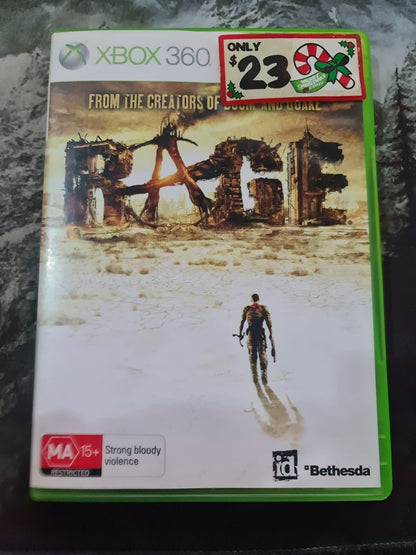 XBOX 360
ONLY
$23
FROM THE CREATORS OF DOOM AND QUAKE
RAGE
MA 15+
RESTRICTED
Strong bloody
violence
id
Bethesda